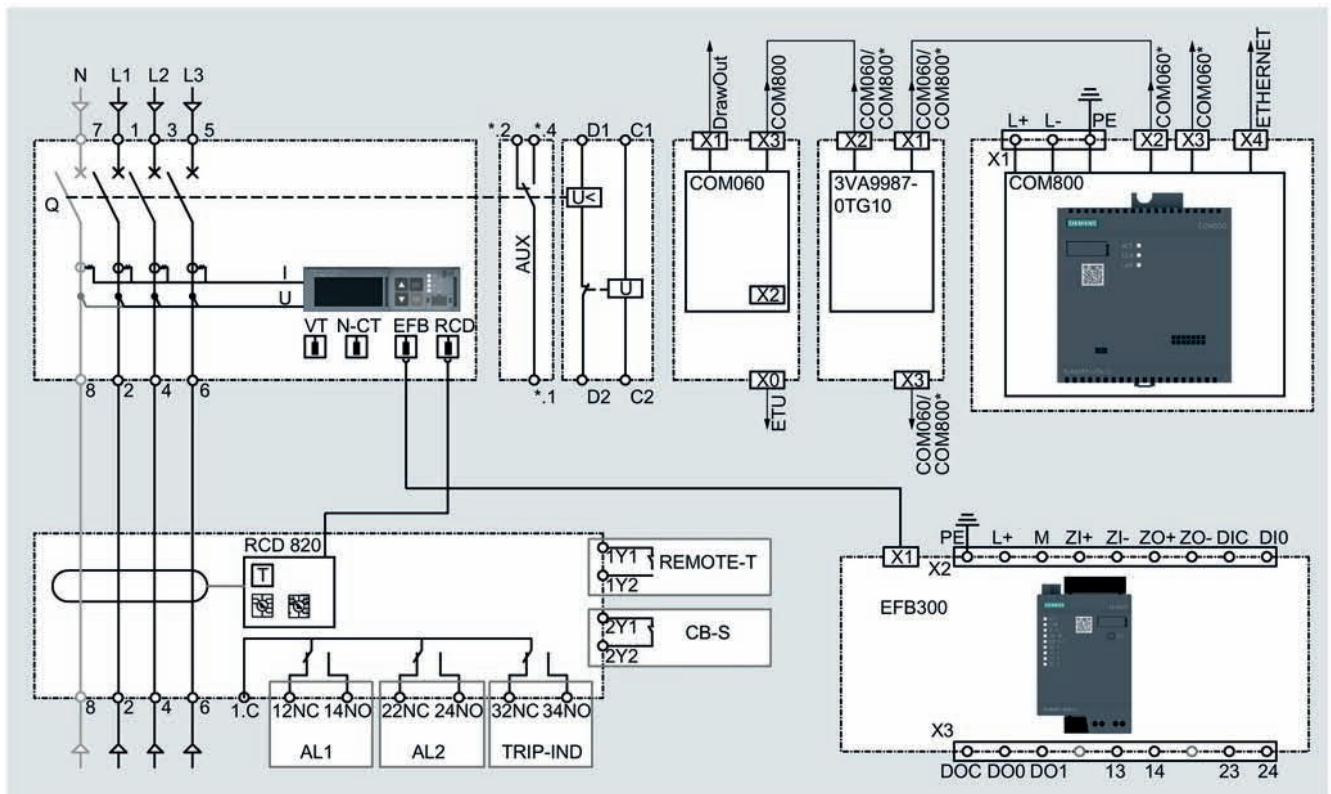 N L1 L2 L3
7 1 3 5
Q
I
U
VT N-CT EFB RCD
8 2 4 6
*.2 *.4
AUX
*.1
D1 C1
U<
U
D2 C2
DrawOut
COM800
X1 X3
COM060
X2
X0
ETU
COM060/
COM800*
COM060/
COM800*
X2 X1
3VA9987-
0TG10
X3
COM060/
COM800*
L+ L- PE
X1
COM060*
COM060*
ETHERNET
X2 X3 X4
COM800
SIEMENS
RCD 820
T
1Y1
1Y2
REMOTE-T
2Y1
2Y2
CB-S
8 2 4 6
1.C
12NC 14NO
AL1
22NC 24NO
AL2
32NC 34NO
TRIP-IND
X1
PE L+ M ZI+ ZI- ZO+ ZO- DIC DI0
X2
EFB300
SIEMENS
X3
DOC DO0 DO1 13 14 23 24